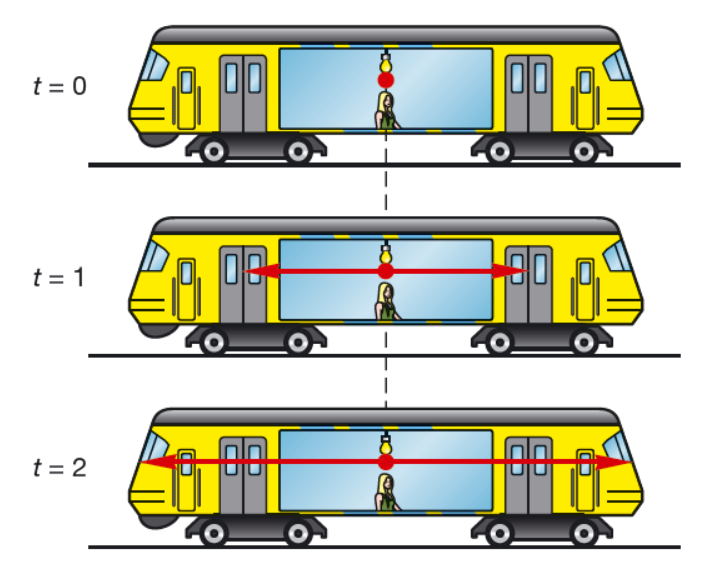 t = 0
t = 1
t = 2